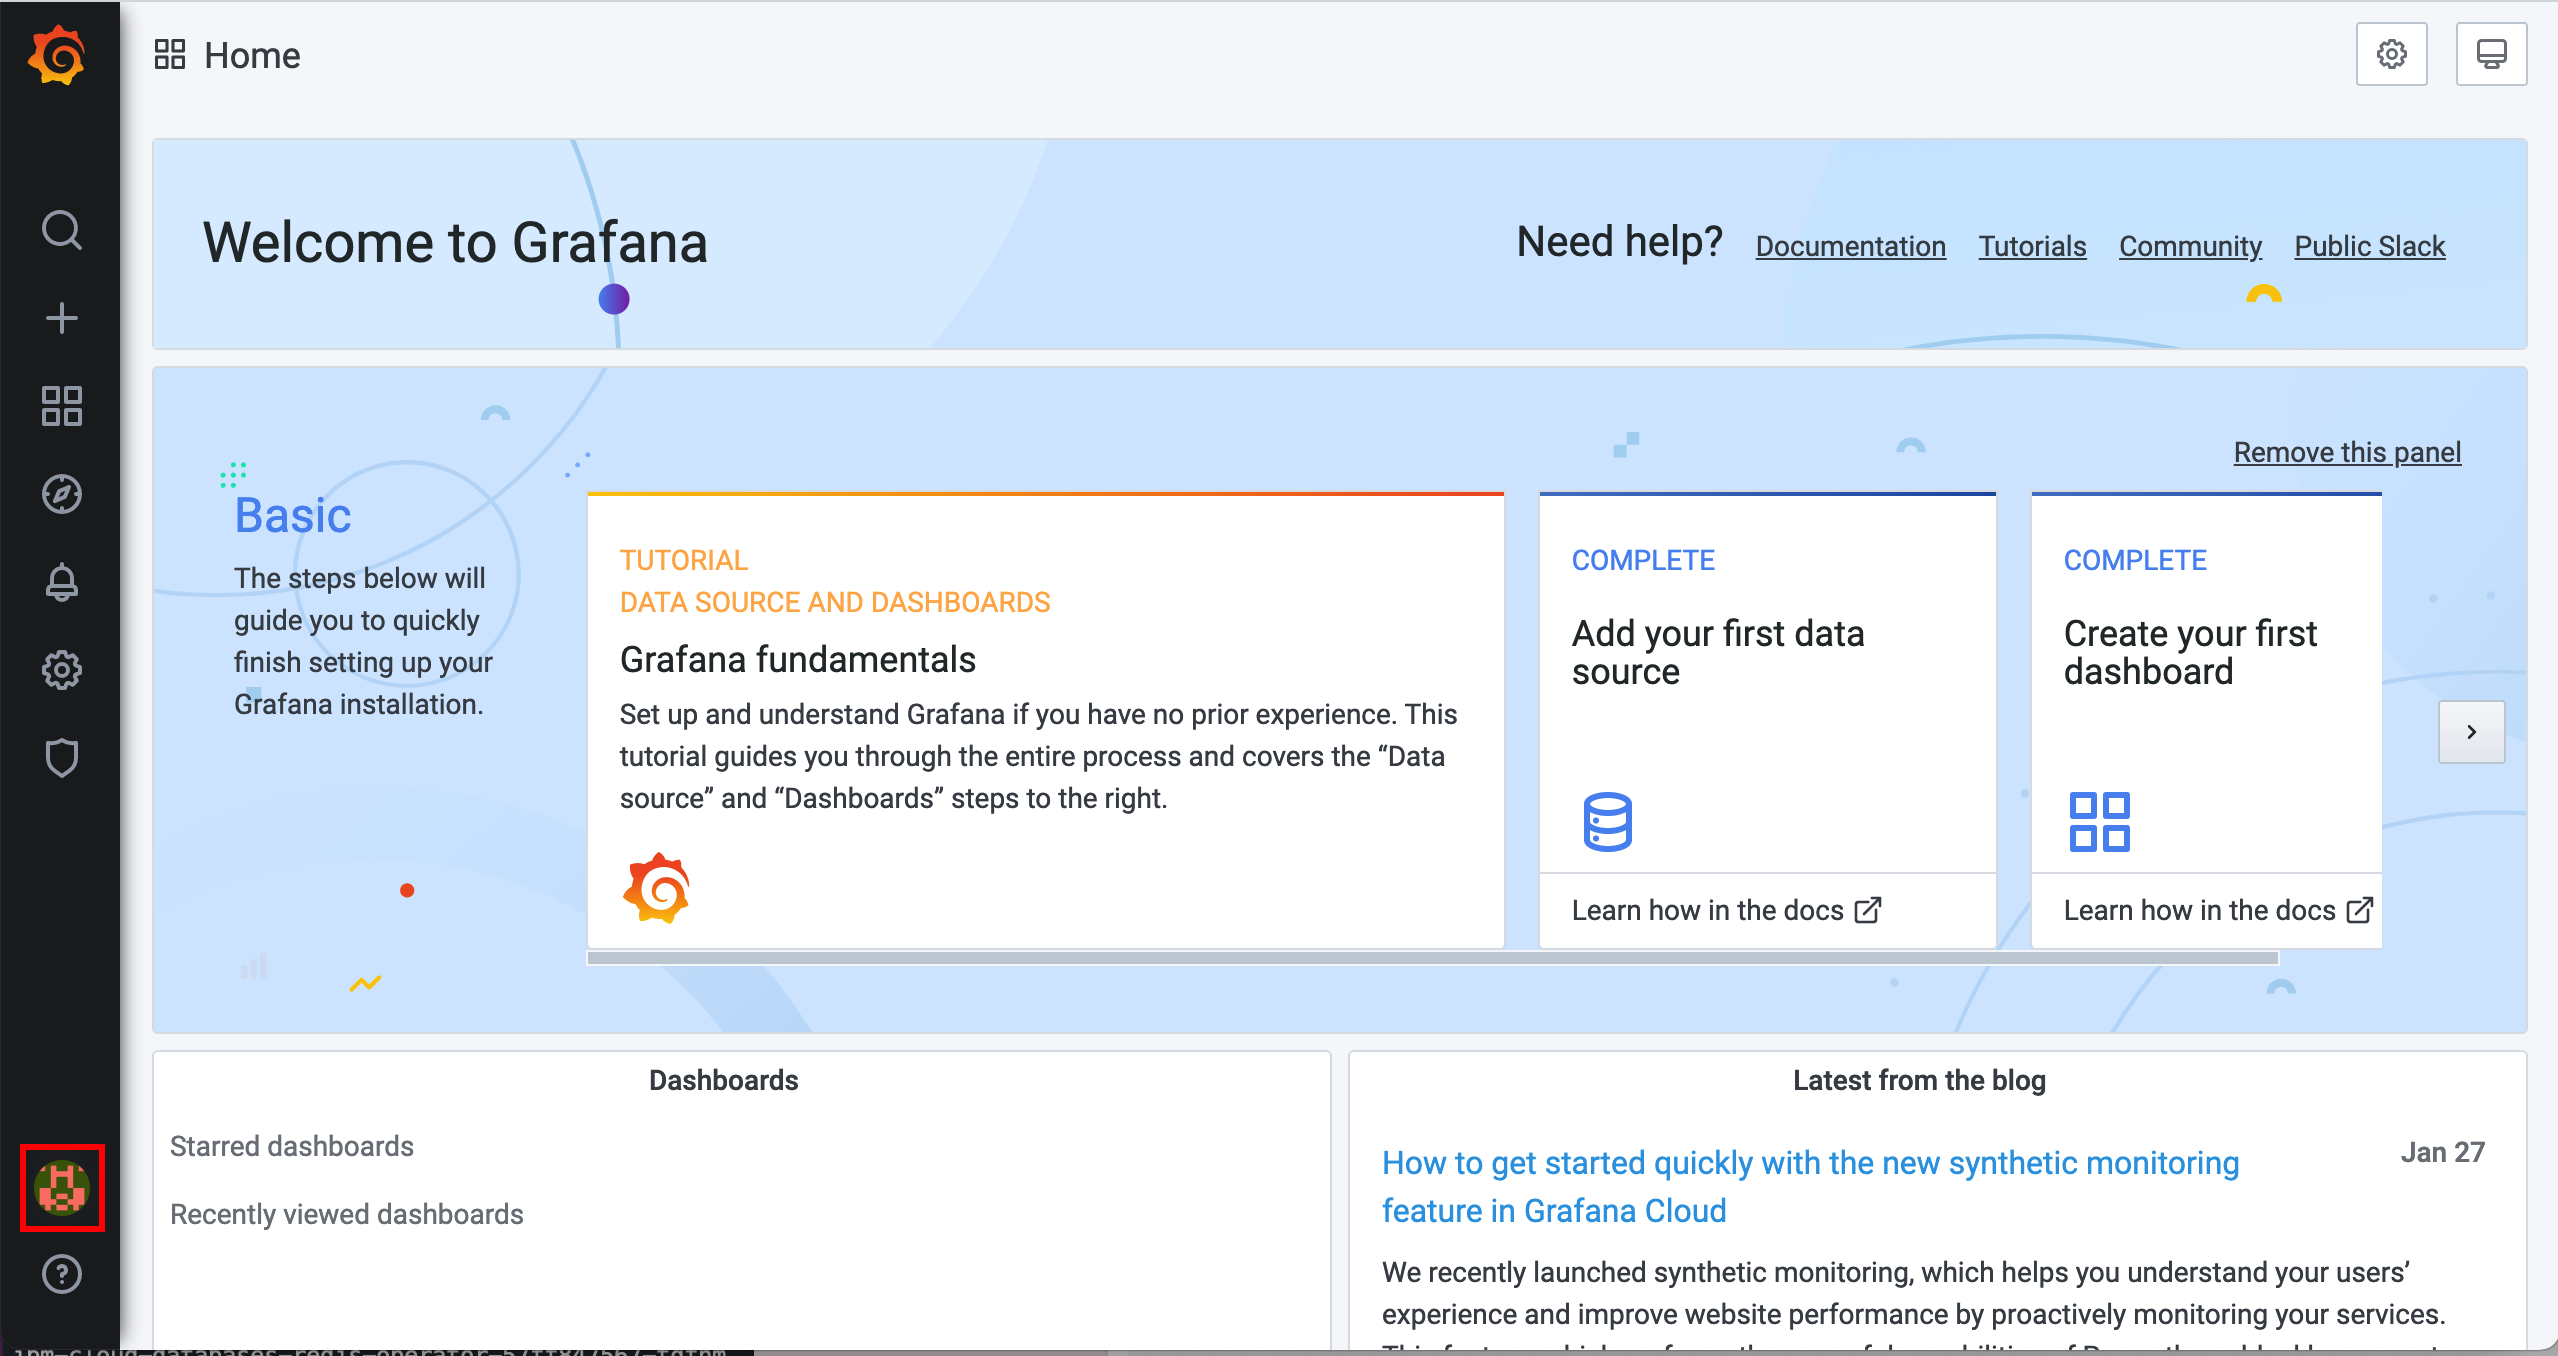 Home
Welcome to Grafana
Need help? Documentation Tutorials Community Public Slack
Remove this panel
Basic
The steps below will
guide you to quickly
finish setting up your
Grafana installation.
TUTORIAL
DATA SOURCE AND DASHBOARDS
Grafana fundamentals
Set up and understand Grafana if you have no prior experience. This
tutorial guides you through the entire process and covers the “Data
source” and “Dashboards” steps to the right.
COMPLETE
Add your first data
source
Learn how in the docs
COMPLETE
Create your first
dashboard
Learn how in the docs
Dashboards
Starred dashboards
Recently viewed dashboards
Latest from the blog
How to get started quickly with the new synthetic monitoring
feature in Grafana Cloud
Jan 27
We recently launched synthetic monitoring, which helps you understand your users’
experience and improve website performance by proactively monitoring your services.